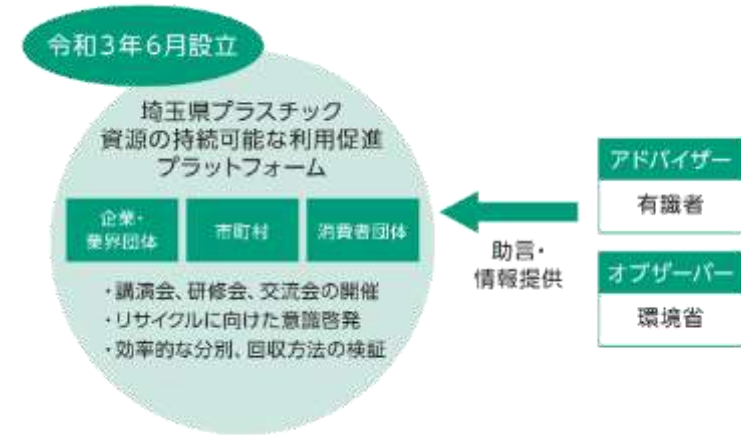 令和3年6月設立
埼玉県プラスチック
資源の持続可能な利用促進
プラットフォーム
企業・
業界団体
市町村
消費者団体
・講演会、研修会、交流会の開催
・リサイクルに向けた意識啓発
・効率的な分別、回収方法の検証
助言・
情報提供
アドバイザー
有識者
オブザーバー
環境省